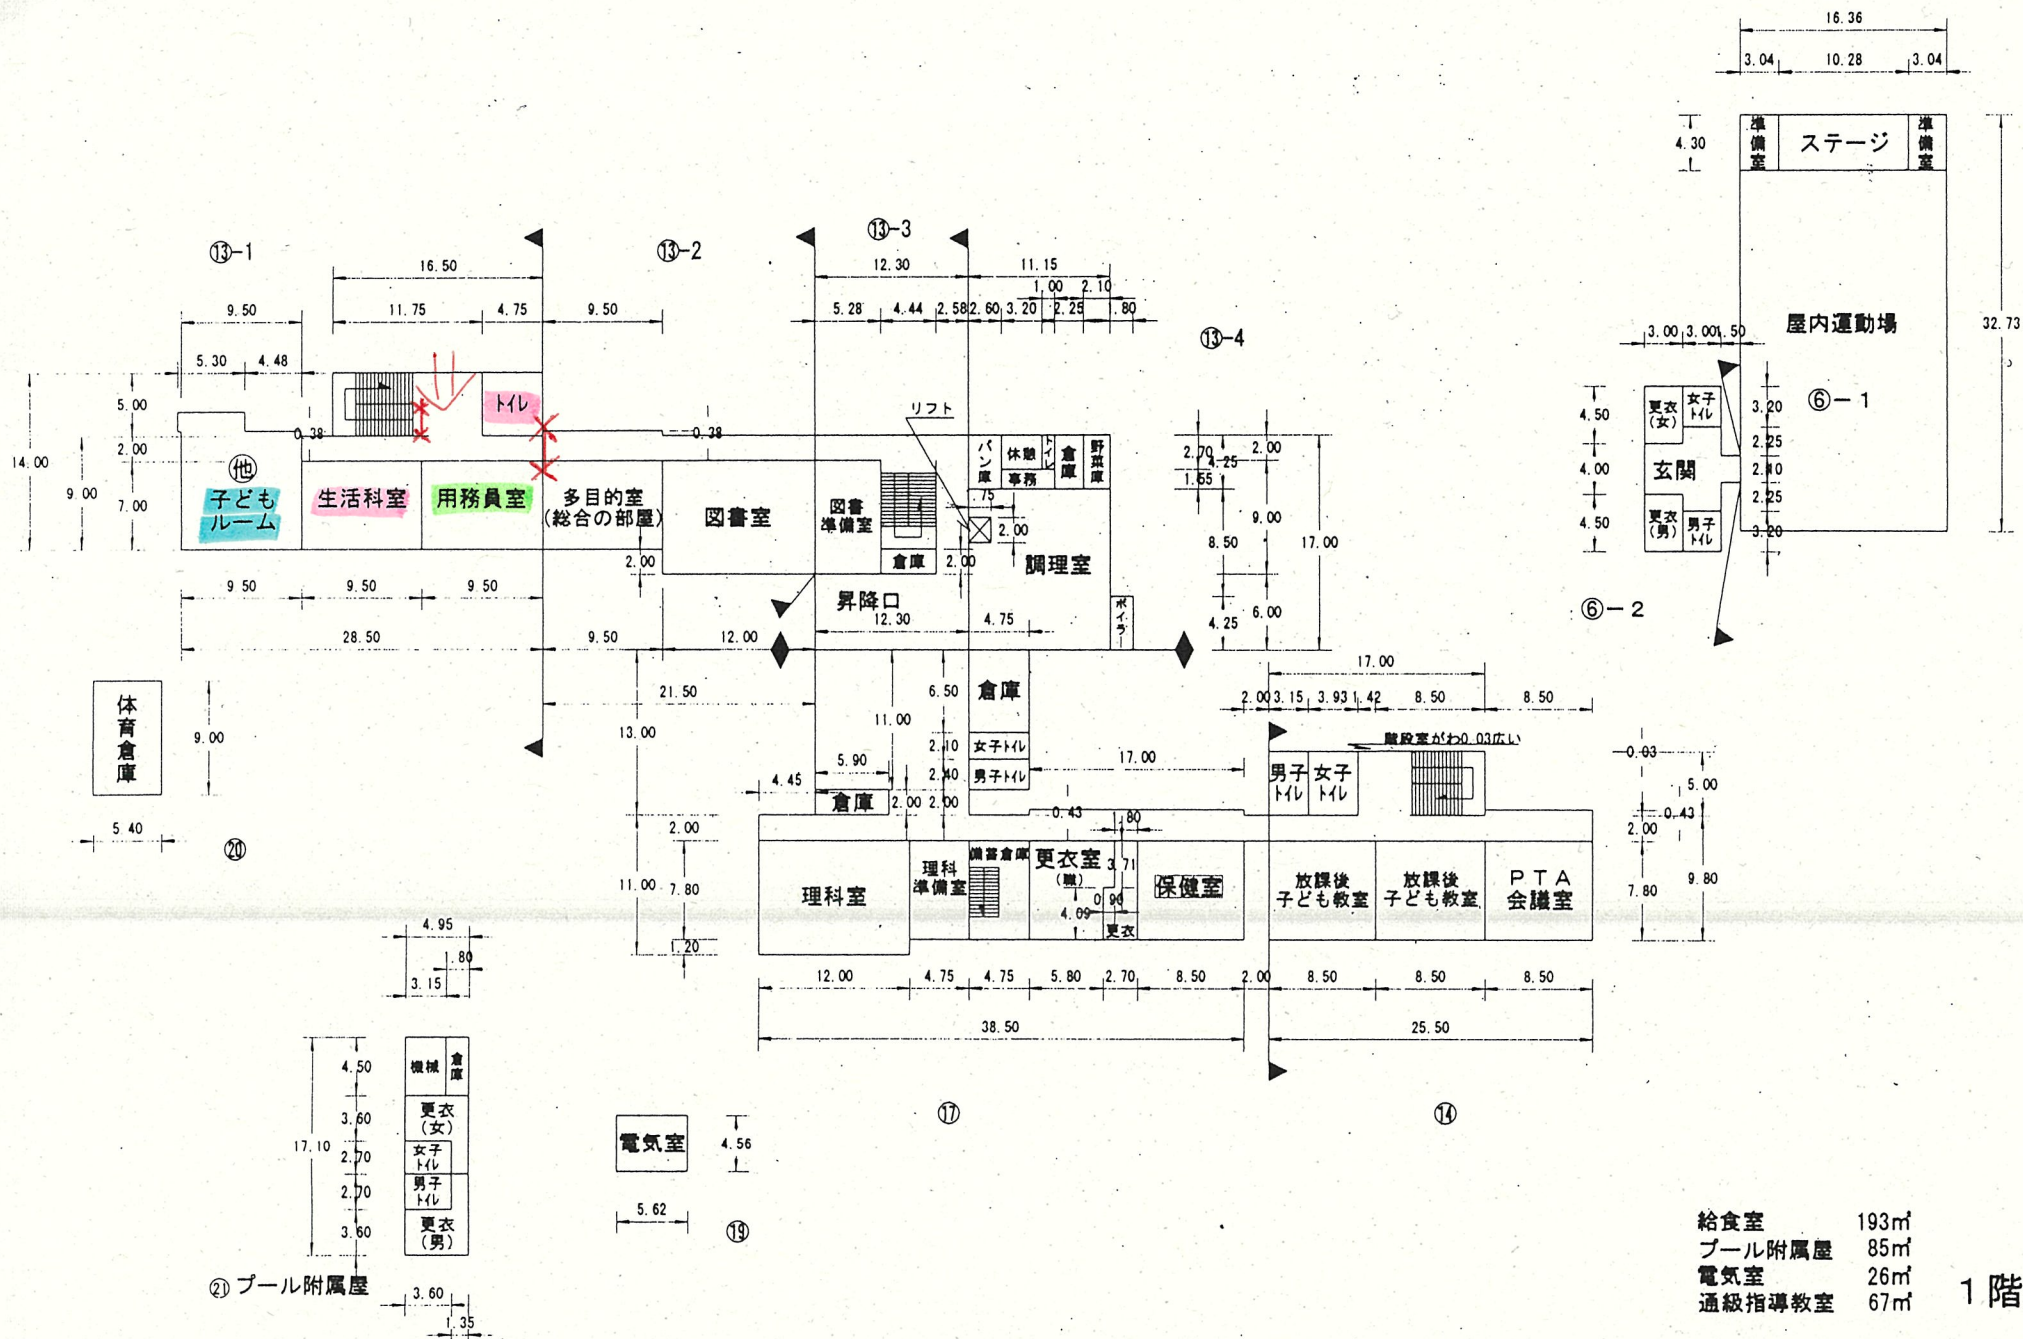 16.36
3.04 10.28 3.04
4.30
準備室
ステージ
準備室
屋内運動場
32.73
⑥-1
3.00 3.00 1.50
4.50
4.00
4.50
更衣
(女)
女子
トイレ
玄関
更衣
(男)
男子
トイレ
3.20
2.25
2.40
2.25
3.20
⑥-2
⑬-1
⑬-2
⑬-3
⑬-4
16.50
12.30
11.15
1.00 2.10
9.50
11.75 4.75 9.50
5.28 4.44 2.58 2.60 3.20 2.25 1.80
5.30 4.48
14.00
9.00
5.00
2.00
7.00
0.38
0.38
トイレ
リフト
他
子ども
ルーム
生活科室
用務員室
多目的室
(総合の部屋)
図書室
図書
準備室
倉庫
昇降口
パン庫
休憩
トイレ
事務
倉庫
野菜庫
.75
2.00
2.00
2.00
調理室
ボイラ
2.70
4.25
1.55
2.00
9.00
8.50
17.00
6.00
4.25
9.50 9.50 9.50
12.30 4.75
28.50 9.50 12.00
21.50
13.00
体育倉庫
9.00
5.40
⑳
6.50
11.00
倉庫
2.10
女子トイレ
2.40
男子トイレ
5.90
4.45
倉庫
2.00 2.00
17.00
0.43
.80
17.00
2.00 3.15 3.93 1.42 8.50 8.50
階段室がわ0.03広い
0.03
5.00
0.43
2.00
9.80
7.80
男子
トイレ
女子
トイレ
2.00
11.00 7.80
1.20
理科室
理科
準備室
備蓄倉庫
更衣室
(職)
3.71
0.90
4.09
更衣
保健室
放課後
子ども教室
放課後
子ども教室
PTA
会議室
12.00 4.75 4.75 5.80 2.70 8.50 2.00 8.50 8.50 8.50
38.50
25.50
⑰
⑭
4.95
1.80
3.15
機械
倉庫
更衣
(女)
女子
トイレ
男子
トイレ
更衣
(男)
4.50
3.60
2.70
2.70
3.60
17.10
㉑ プール附属屋
3.60
1.35
電気室
4.56
5.62
⑲
給食室 193㎡
プール附属屋 85㎡
電気室 26㎡
通級指導教室 67㎡
1階